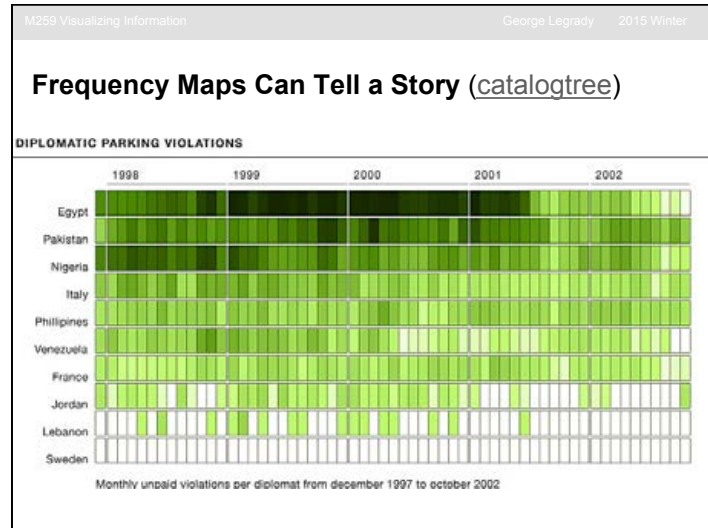 M259 Visualizing Information George Legrady 2015 Winter
Frequency Maps Can Tell a Story (catalogtree)
DIPLOMATIC PARKING VIOLATIONS
1998 1999 2000 2001 2002
Egypt
Pakistan
Nigeria
Italy
Phillipines
Venezuela
France
Jordan
Lebanon
Sweden
Monthly unpaid violations per diplomat from december 1997 to october 2002